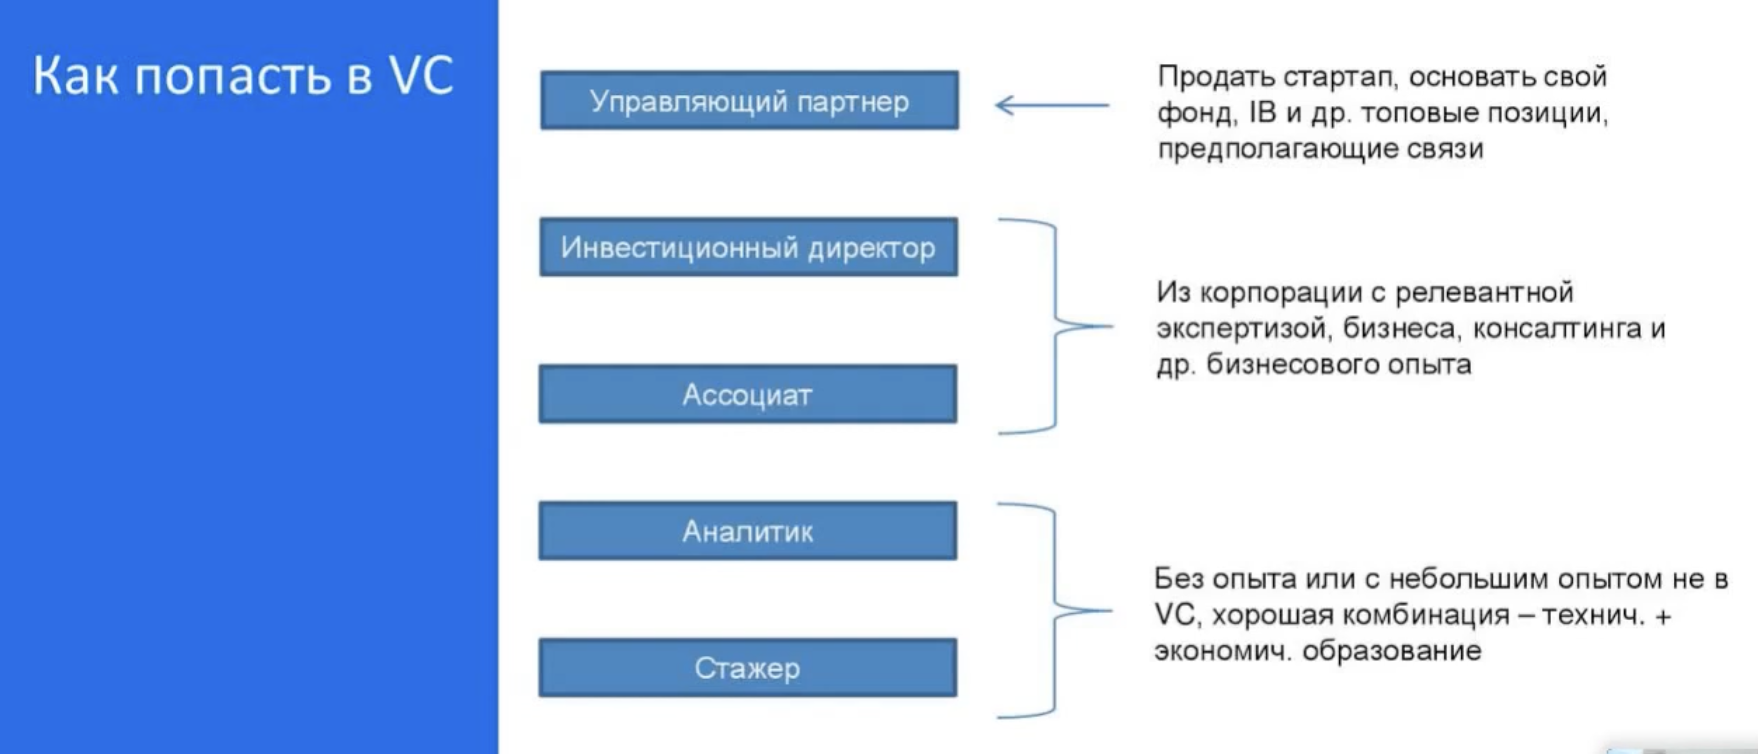 Как попасть в VC
Управляющий партнер
Продать стартап, основать свой
фонд, IB и др. топовые позиции,
предполагающие связи
Инвестиционный директор
Ассоциат
Из корпорации с релевантной
экспертизой, бизнеса, консалтинга и
др. бизнесового опыта
Аналитик
Стажер
Без опыта или с небольшим опытом не в
VC, хорошая комбинация – технич. +
экономич. образование